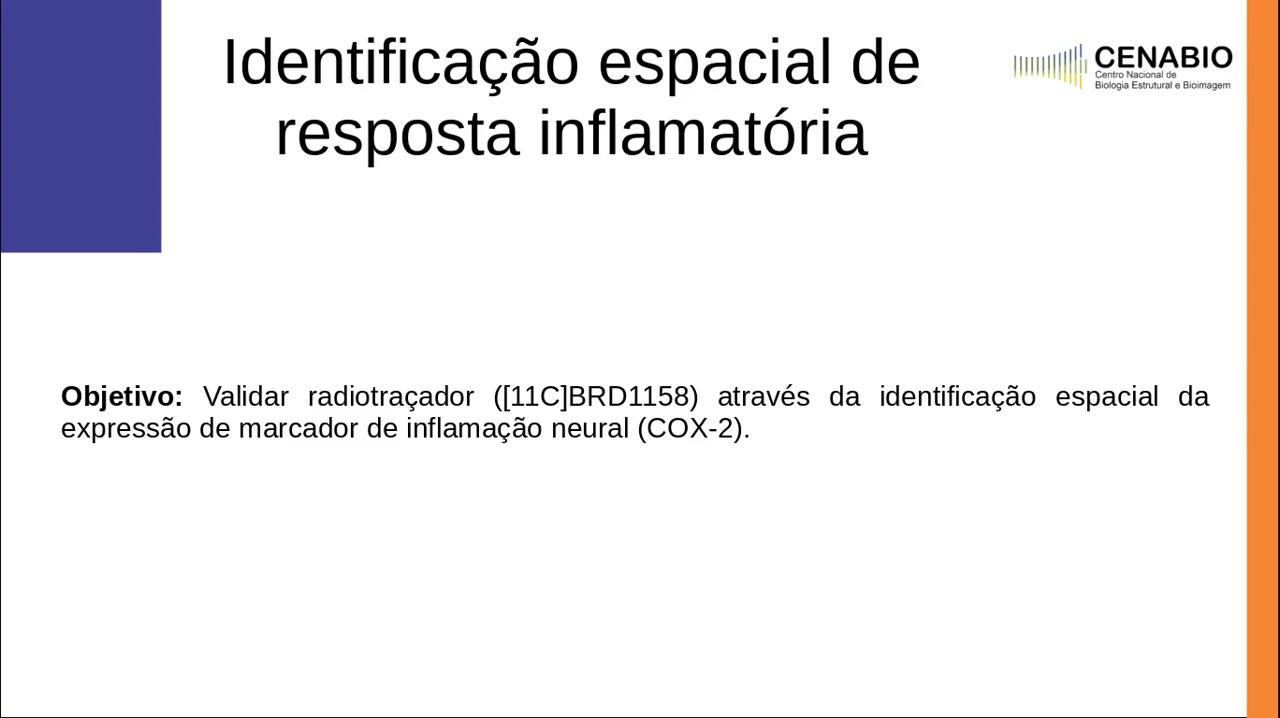 Identificação espacial de
resposta inflamatória
CENABIO
Centro Nacional de
Biologia Estrutural e Bioimagem
Objetivo: Validar radiotraçador ([11C]BRD1158) através da identificação espacial da
expressão de marcador de inflamação neural (COX-2).